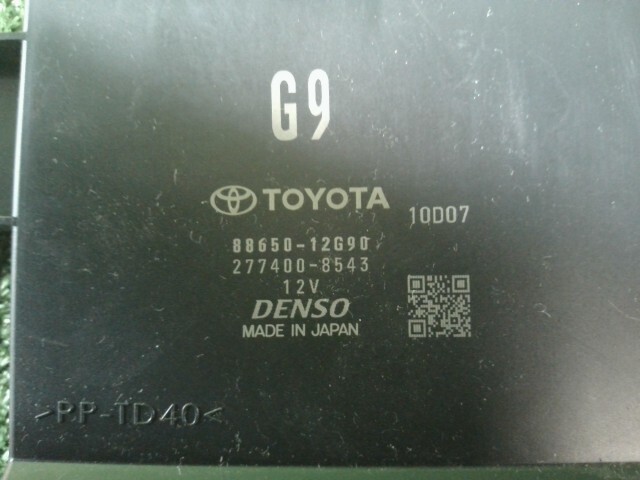 G9
TOYOTA
10D07
88650-12G90
277400-8543
12V
DENSO
MADE IN JAPAN
>PP-TD40<